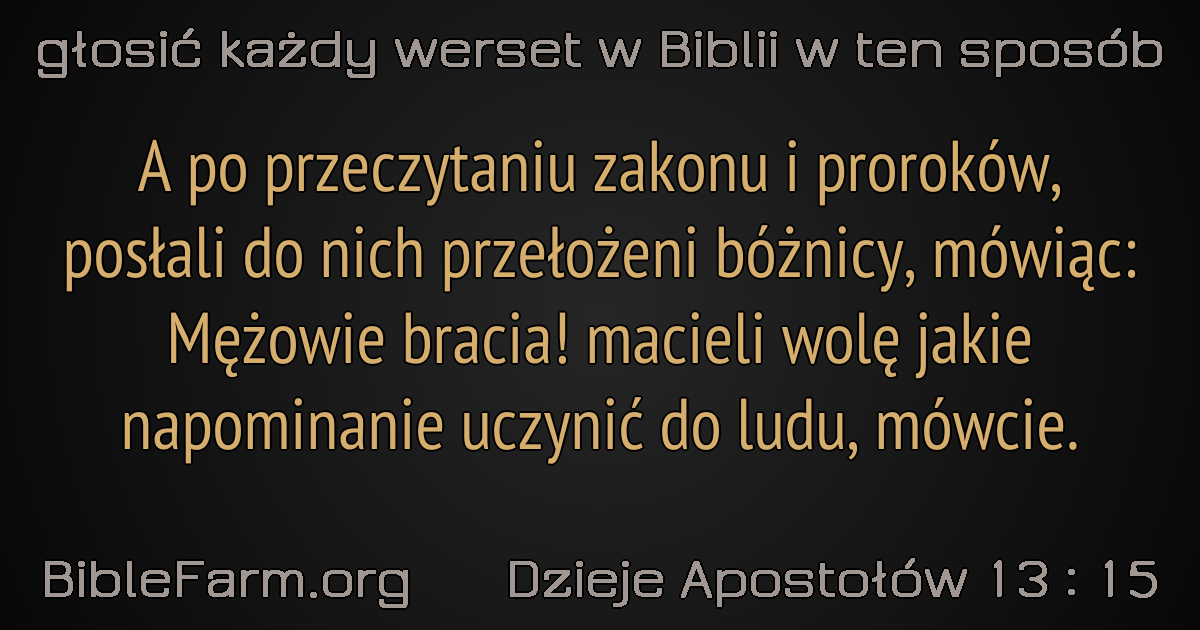 głosić każdy werset w Biblii w ten sposób
A po przeczytaniu zakonu i proroków,
posłali do nich przełożeni bóżnicy, mówiąc:
Mężowie bracia! macieli wolę jakie
napominanie uczynić do ludu, mówcie.
BibleFarm.org Dzieje Apostołów 13 : 15